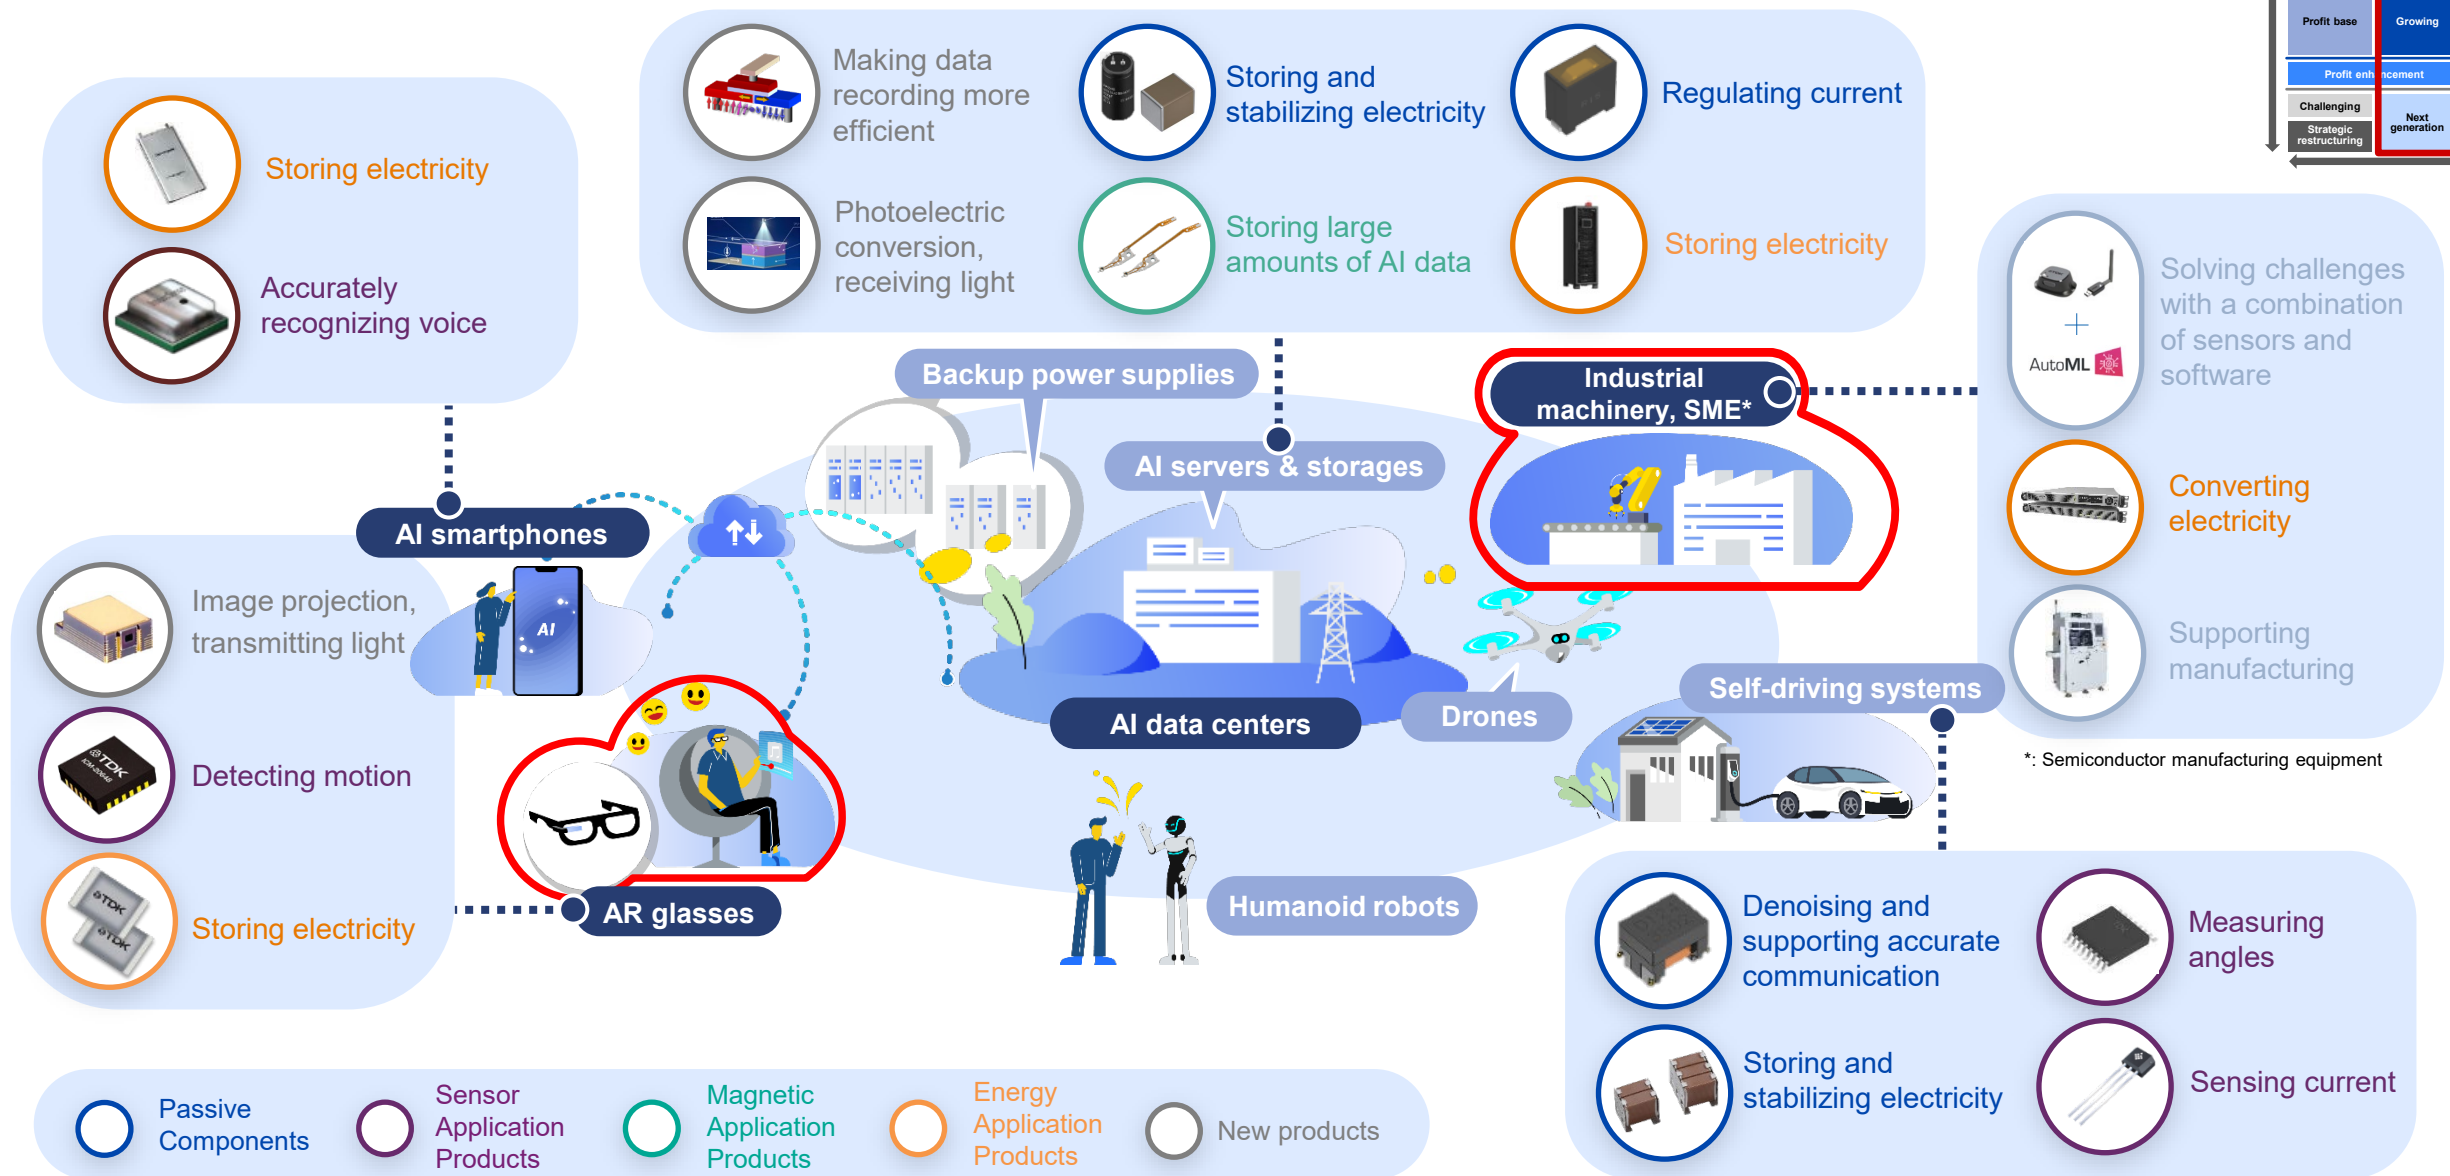 Profit base
Growing
Profit enhancement
Challenging
Strategic
restructuring
Next
generation
Storing electricity
Accurately
recognizing voice
Making data
recording more
efficient
Storing and
stabilizing electricity
Regulating current
Photoelectric
conversion,
receiving light
Storing large
amounts of AI data
Storing electricity
Solving challenges
with a combination
of sensors and
software
AutoML
Converting
electricity
Supporting
manufacturing
*: Semiconductor manufacturing equipment
Backup power supplies
AI servers & storages
Industrial
machinery, SME*
AI smartphones
AI
Image projection,
transmitting light
Detecting motion
TDK
ICM-20648
Storing electricity
TDK
TDK
AR glasses
AI data centers
Drones
Self-driving systems
Humanoid robots
Denoising and
supporting accurate
communication
Measuring
angles
Storing and
stabilizing electricity
Sensing current
Passive
Components
Sensor
Application
Products
Magnetic
Application
Products
Energy
Application
Products
New products